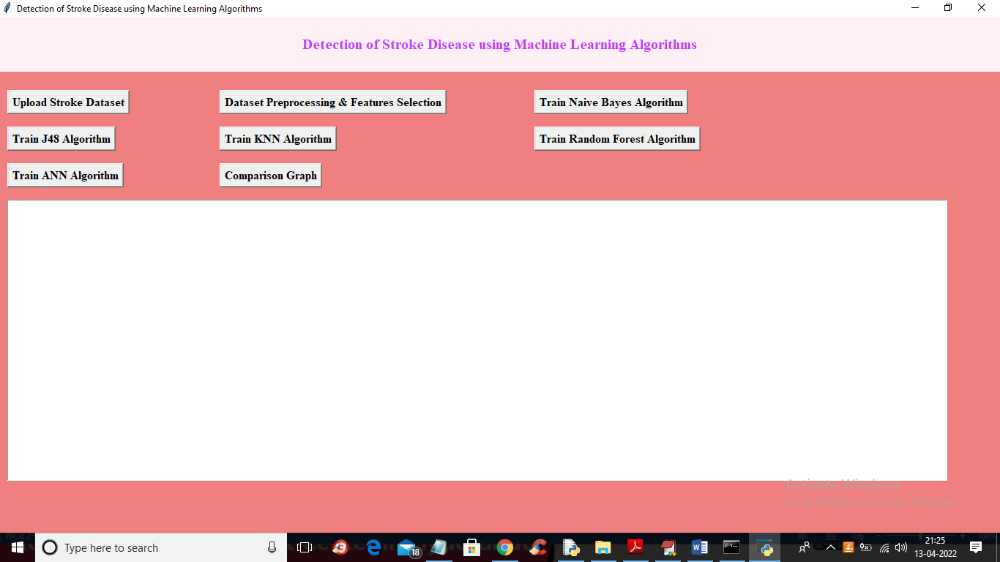 Detection of Stroke Disease using Machine Learning Algorithms
Detection of Stroke Disease using Machine Learning Algorithms
Upload Stroke Dataset
Dataset Preprocessing & Features Selection
Train Naive Bayes Algorithm
Train J48 Algorithm
Train KNN Algorithm
Train Random Forest Algorithm
Train ANN Algorithm
Comparison Graph
Activate Windows
Go to Settings to activate Windows.
PAGE 2
100%
Type here to search
18
21:25
13-04-2022